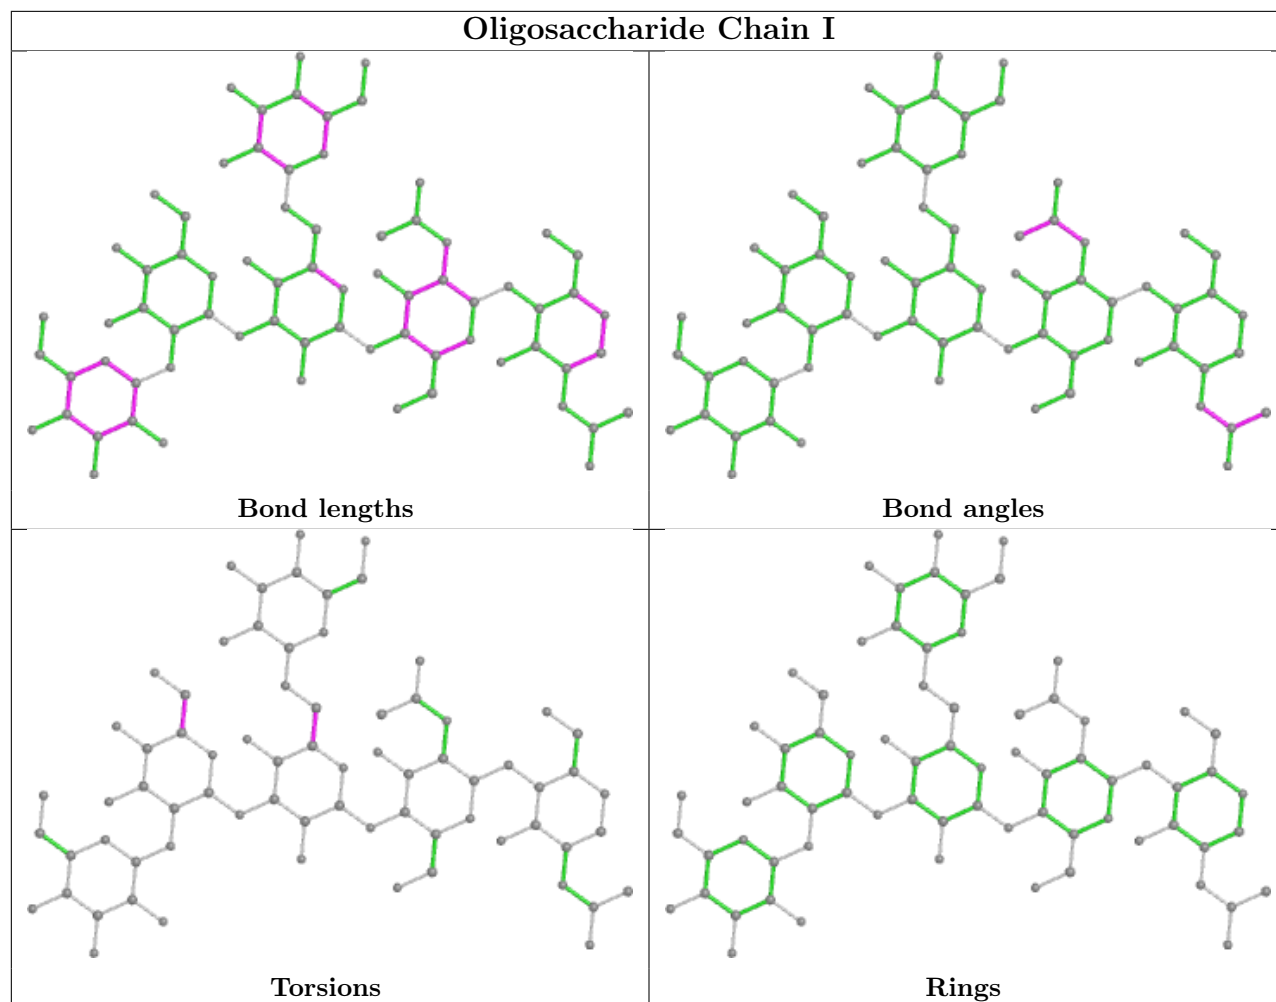 Oligosaccharide Chain I
Bond lengths
Bond angles
Torsions
Rings